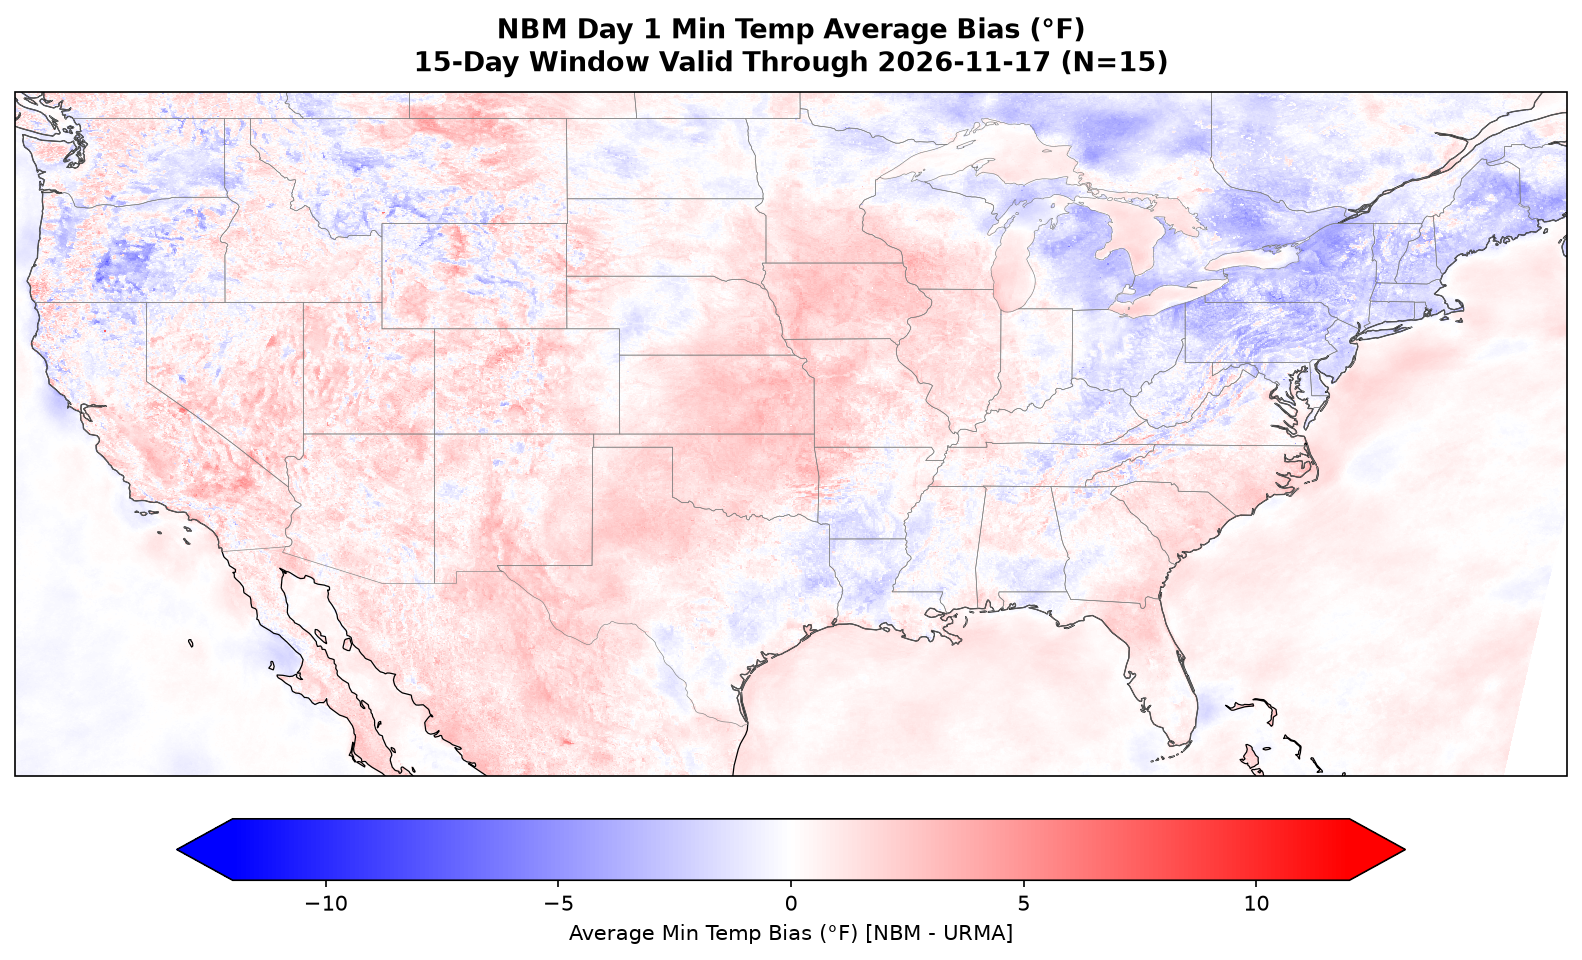 NBM Day 1 Min Temp Average Bias (°F)
15-Day Window Valid Through 2026-11-17 (N=15)
−10 −5 0 5 10
Average Min Temp Bias (°F) [NBM - URMA]